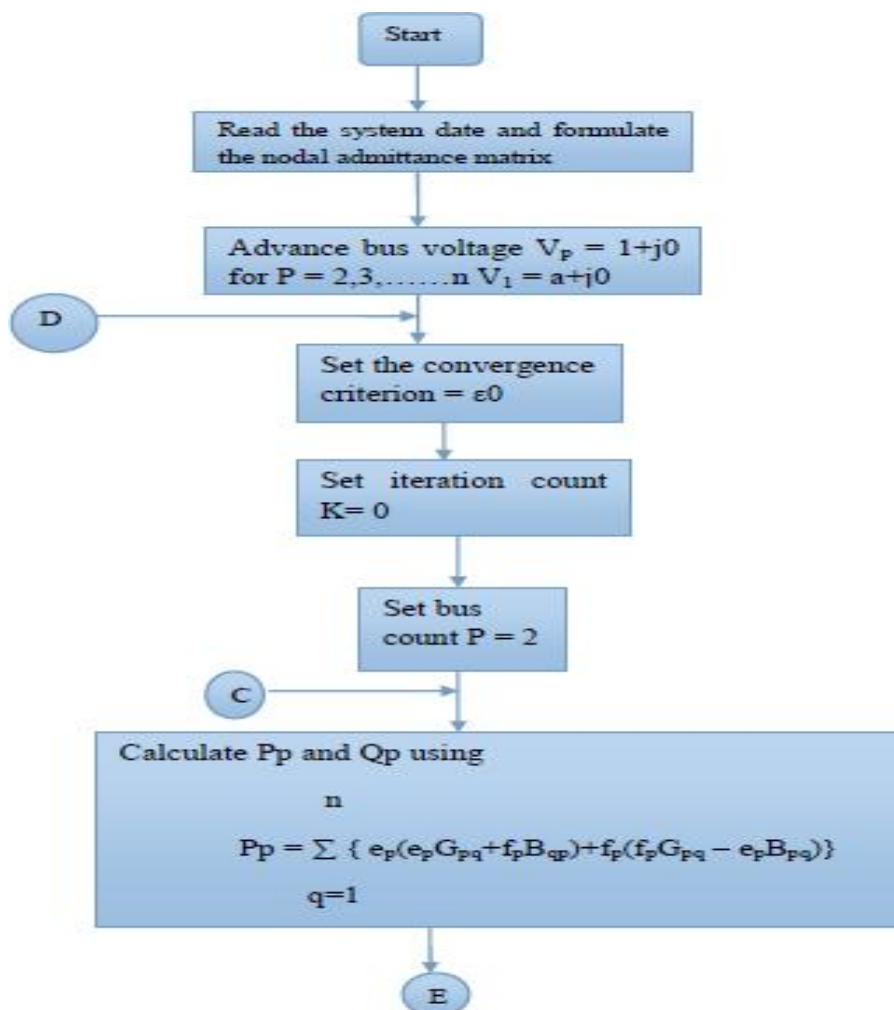 Start
Read the system date and formulate
the nodal admittance matrix
Advance bus voltage Vₚ = 1+j0
for P = 2,3,......n V₁ = a+j0
D
Set the convergence
criterion = ε0
Set iteration count
K= 0
Set bus
count P = 2
C
Calculate Pp and Qp using
n
Pp = ∑ { eₚ(eₚGₚq+fₚBqₚ)+fₚ(fₚGₚq – eₚBₚq)}
q=1
E